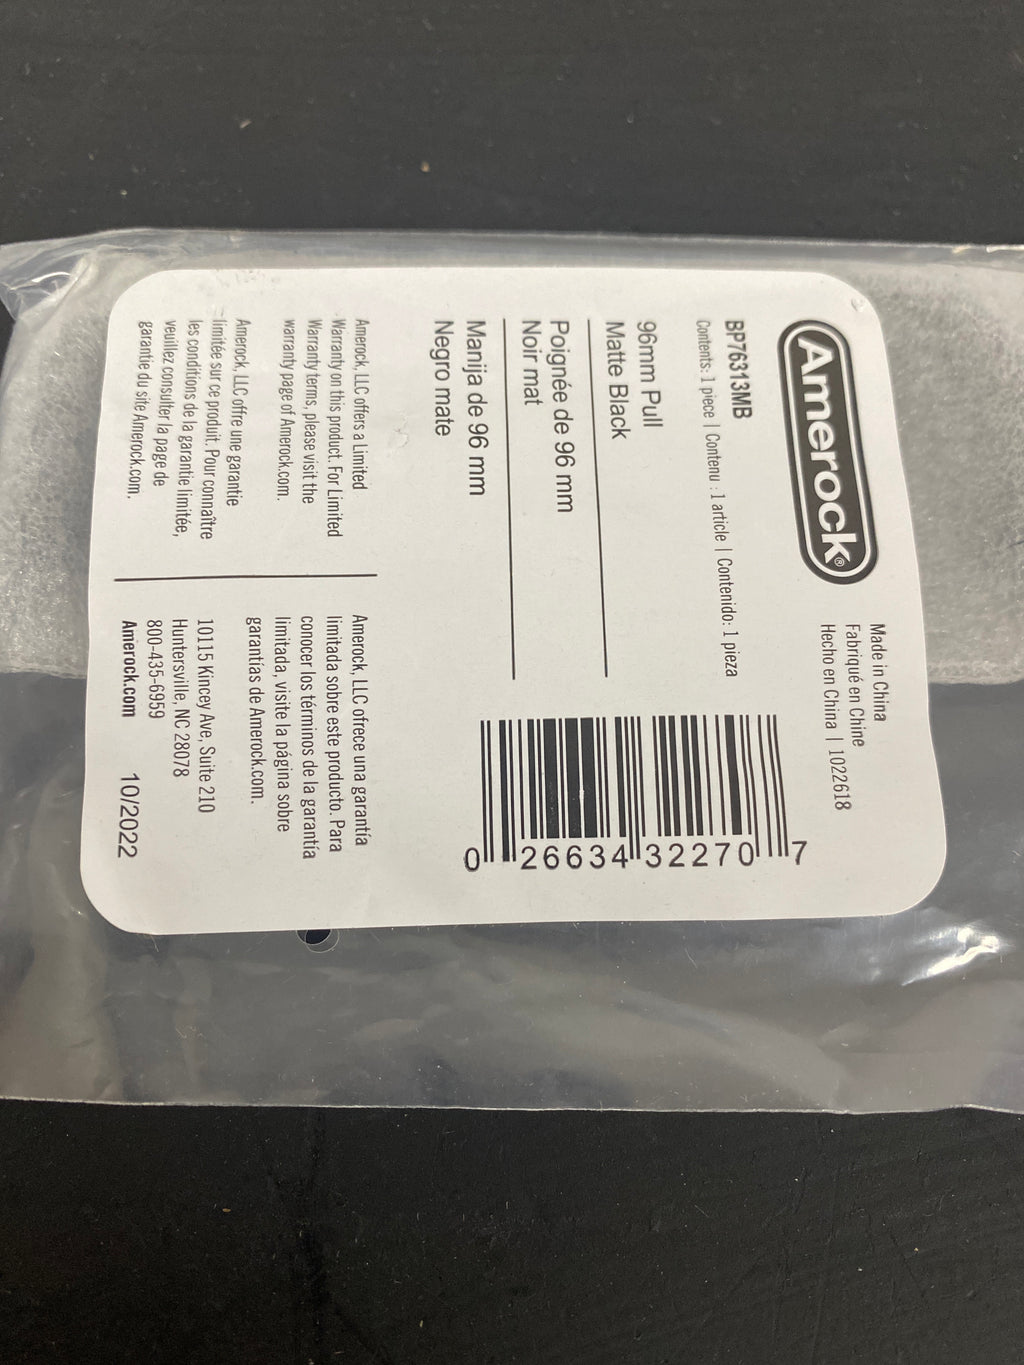 Amerock®
Made in China
Fabriqué en Chine
Hecho en China | 1022618
BP76313MB
Contents: 1 piece | Contenu : 1 article | Contenido: 1 pieza
96mm Pull
Matte Black
Poignée de 96 mm
Noir mat
Manija de 96 mm
Negro mate
0 26634 32270 7
Amerock, LLC offers a Limited
Warranty on this product. For Limited
Warranty terms, please visit the
warranty page of Amerock.com.
Amerock, LLC offre une garantie
limitée sur ce produit. Pour connaître
les conditions de la garantie limitée,
veuillez consulter la page de
garantie du site Amerock.com.
Amerock, LLC ofrece una garantía
limitada sobre este producto. Para
conocer los términos de la garantía
limitada, visite la página sobre
garantías de Amerock.com.
10115 Kincey Ave, Suite 210
Huntersville, NC 28078
800-435-6959
Amerock.com 10/2022